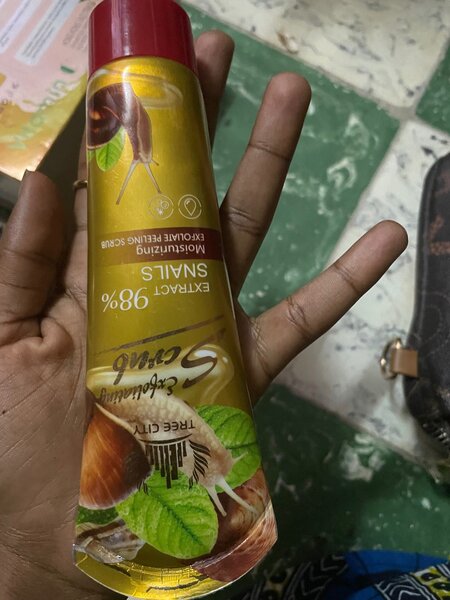 TREE CITY
Exfoliating
Scrub
98% EXTRACT
SNAILS
Moisturizing
EXFOLIATE PEELING SCRUB